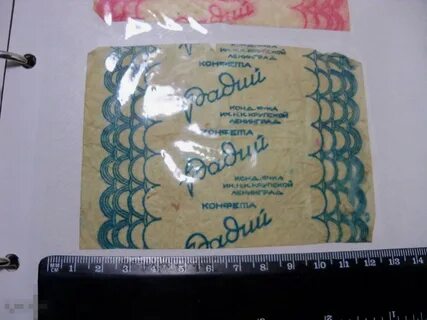 ИМ. Н.К. КРУПСКОЙ
ЛЕНИНГРАД
КОНФЕТА
Радий
КОНД. Ф-КА
ИМ. Н.К. КРУПСКОЙ
ЛЕНИНГРАД
КОНФЕТА
Радий
КОНД. Ф-КА
ИМ. Н.К. КРУПСКОЙ
ЛЕНИНГРАД
КОНФЕТА
Радий
1 2 3 4 5 6 7 8 9 10 11 12 13 14